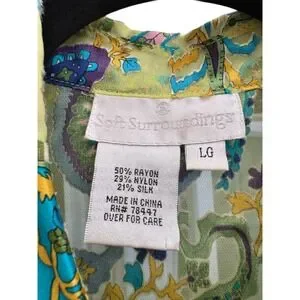 Soft Surroundings
LG
50% RAYON
29% NYLON
21% SILK
MADE IN CHINA
RN# 78447
OVER FOR CARE